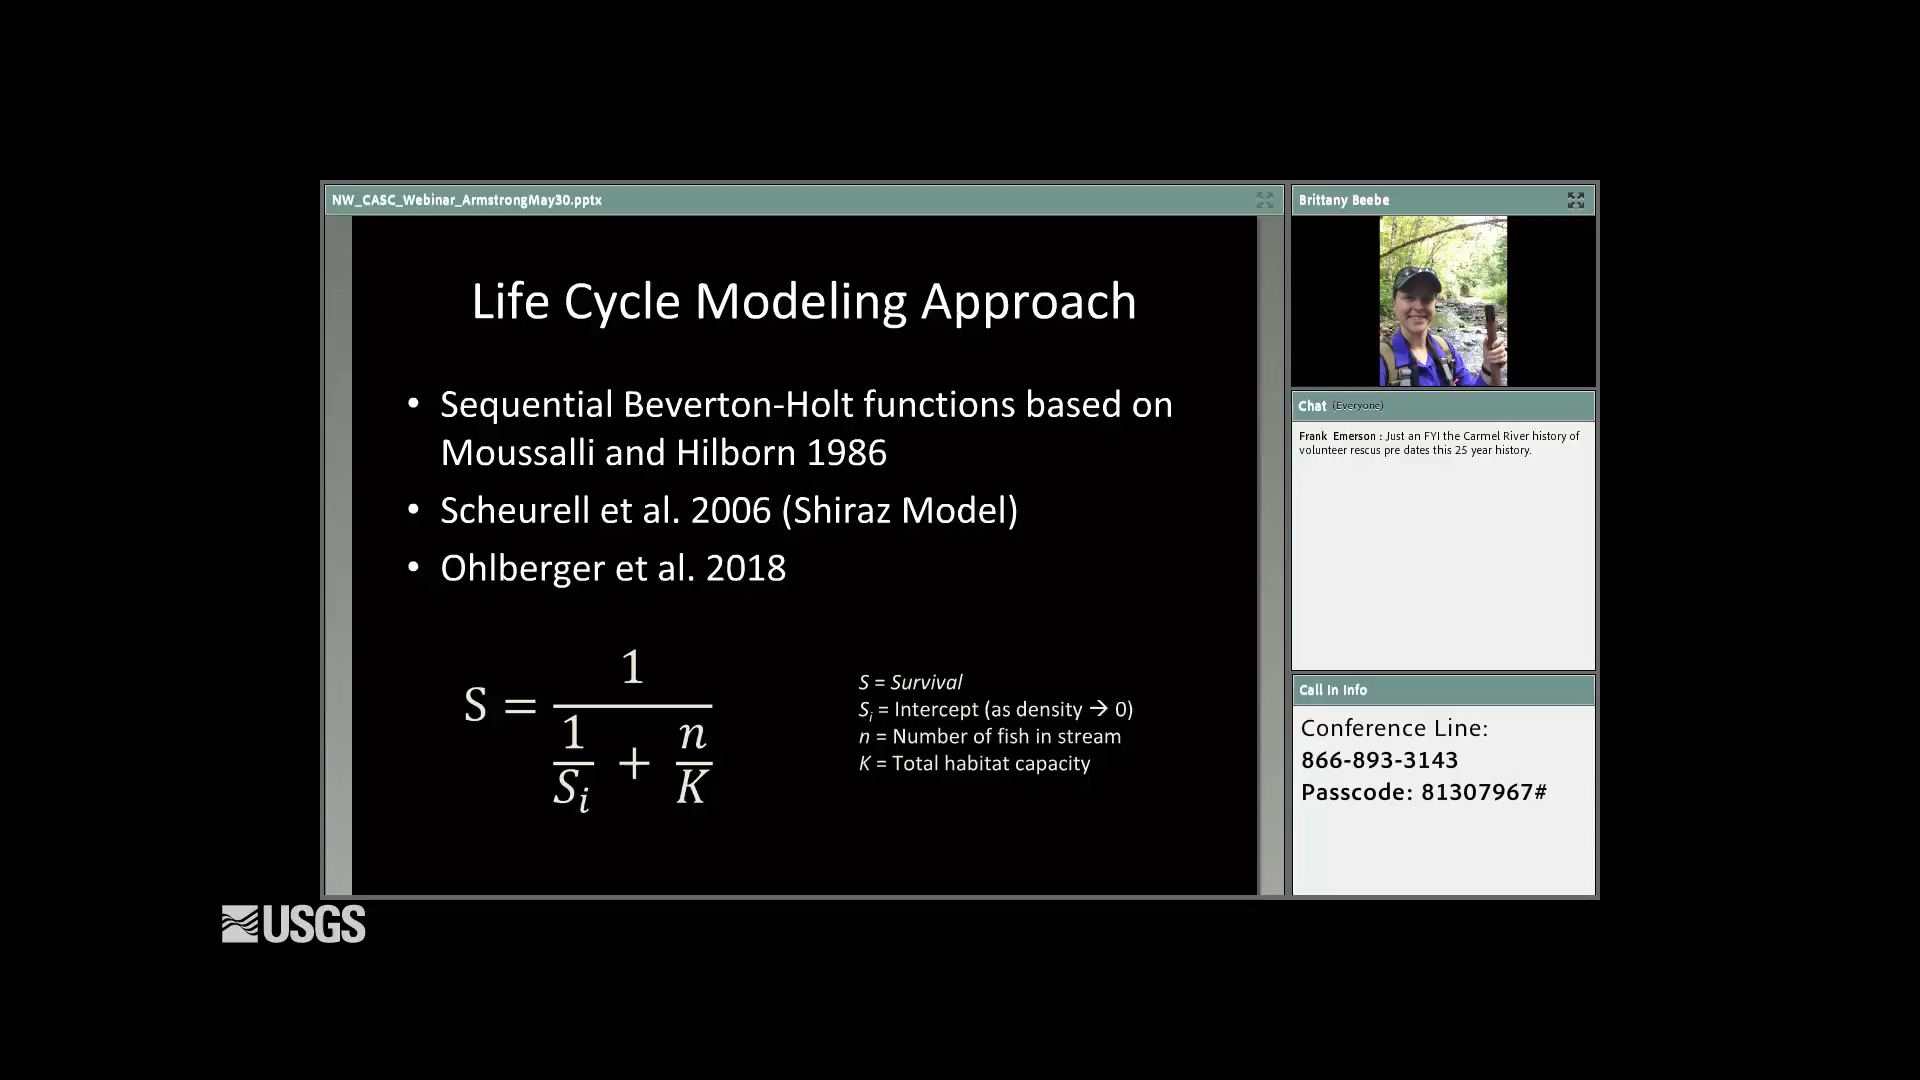 NW_CASC_Webinar_ArmstrongMay30.pptx
Life Cycle Modeling Approach
• Sequential Beverton-Holt functions based on
Moussalli and Hilborn 1986
• Scheurell et al. 2006 (Shiraz Model)
• Ohlberger et al. 2018
S = 1 / (1/Sᵢ + n/K)
S = Survival
Sᵢ = Intercept (as density → 0)
n = Number of fish in stream
K = Total habitat capacity
Brittany Beebe
Chat (Everyone)
Frank Emerson : Just an FYI the Carmel River history of
volunteer rescus pre dates this 25 year history.
Call In Info
Conference Line:
866-893-3143
Passcode: 81307967#
USGS